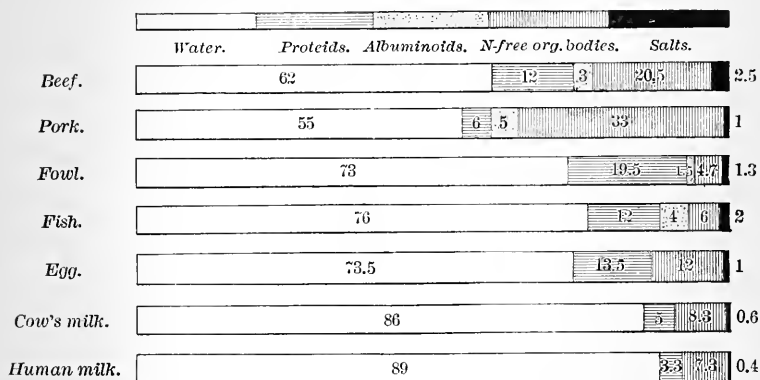 Water. Proteids. Albuminoids. N-free org. bodies. Salts.
Beef. 62 12 3 20.5 2.5
Pork. 55 6 5 33 1
Fowl. 73 19.5 1.5 4.7 1.3
Fish. 76 12 4 6 2
Egg. 73.5 13.5 12 1
Cow's milk. 86 5 8.3 0.6
Human milk. 89 3.3 7.3 0.4